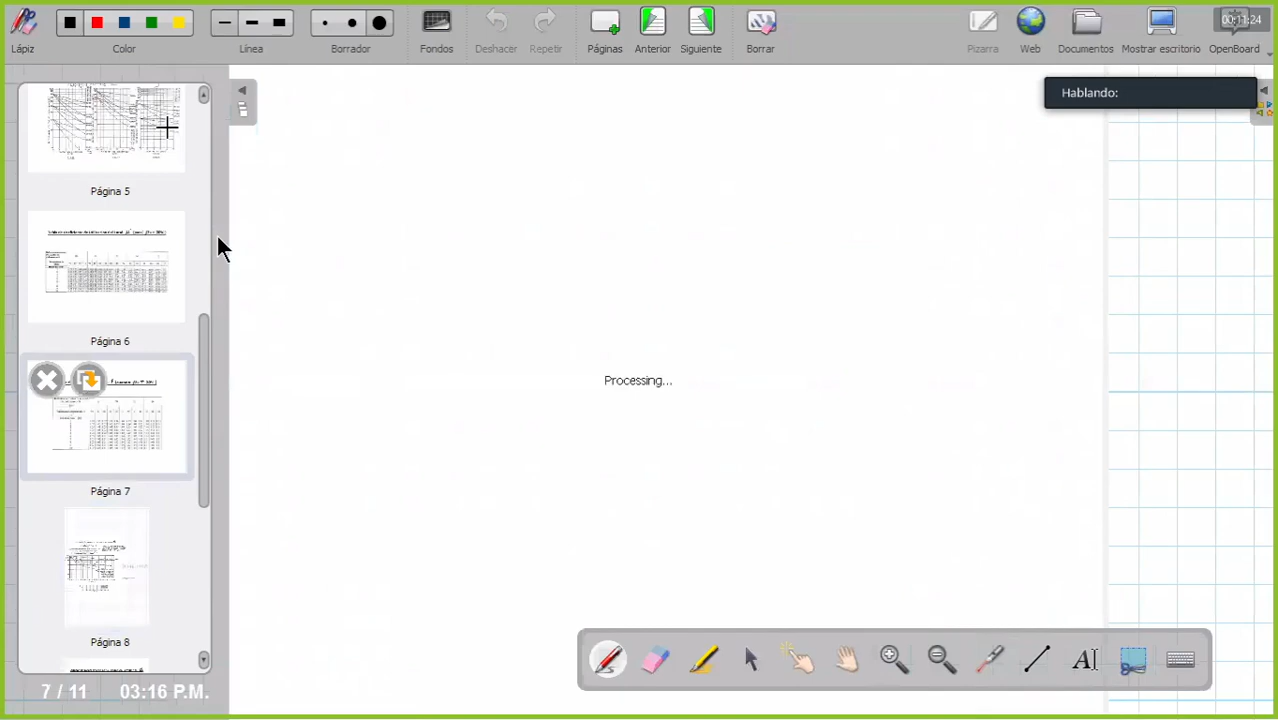 00:11:24
Lápiz
Color
Línea
Borrador
Fondos
Deshacer
Repetir
Páginas
Anterior
Siguiente
Borrar
Pizarra
Web
Documentos
Mostrar escritorio
OpenBoard
Hablando:
Página 5
Página 6
Página 7
Página 8
Processing...
7 / 11
03:16 P.M.